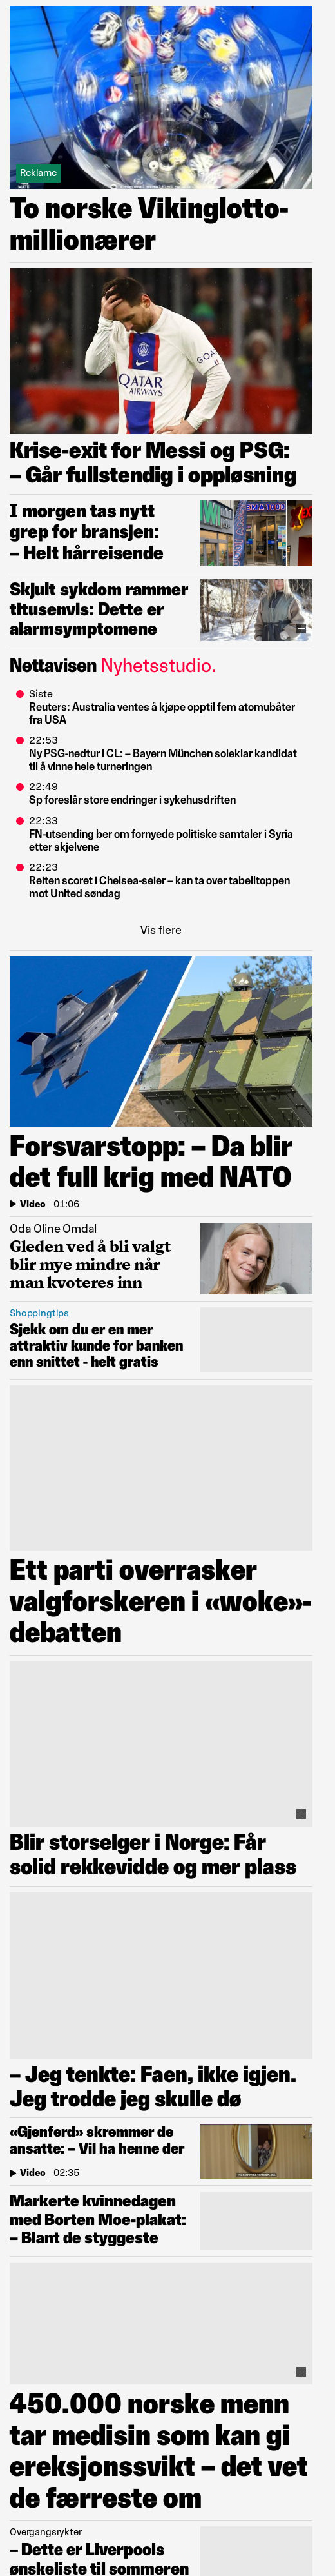 Reklame
To norske Vikinglotto-
millionærer
GOA
QATAR
AIRWAYS
Krise-exit for Messi og PSG:
– Går fullstendig i oppløsning
I morgen tas nytt
grep for bransjen:
– Helt hårreisende
Skjult sykdom rammer
titusenvis: Dette er
alarmsymptomene
Nettavisen Nyhetsstudio.
Siste
Reuters: Australia ventes å kjøpe opptil fem atomubåter
fra USA
22:53
Ny PSG-nedtur i CL: – Bayern München soleklar kandidat
til å vinne hele turneringen
22:49
Sp foreslår store endringer i sykehusdriften
22:33
FN-utsending ber om fornyede politiske samtaler i Syria
etter skjelvene
22:23
Reiten scoret i Chelsea-seier – kan ta over tabelltoppen
mot United søndag
Vis flere
Forsvarstopp: – Da blir
det full krig med NATO
Video | 01:06
Oda Oline Omdal
Gleden ved å bli valgt
blir mye mindre når
man kvoteres inn
Shoppingtips
Sjekk om du er en mer
attraktiv kunde for banken
enn snittet - helt gratis
Ett parti overrasker
valgforskeren i «woke»-
debatten
Blir storselger i Norge: Får
solid rekkevidde og mer plass
– Jeg tenkte: Faen, ikke igjen.
Jeg trodde jeg skulle dø
«Gjenferd» skremmer de
ansatte: – Vil ha henne der
Video | 02:35
Markerte kvinnedagen
med Borten Moe-plakat:
– Blant de styggeste
450.000 norske menn
tar medisin som kan gi
ereksjonssvikt – det vet
de færreste om
Overgangsrykter
– Dette er Liverpools
ønskeliste til sommeren